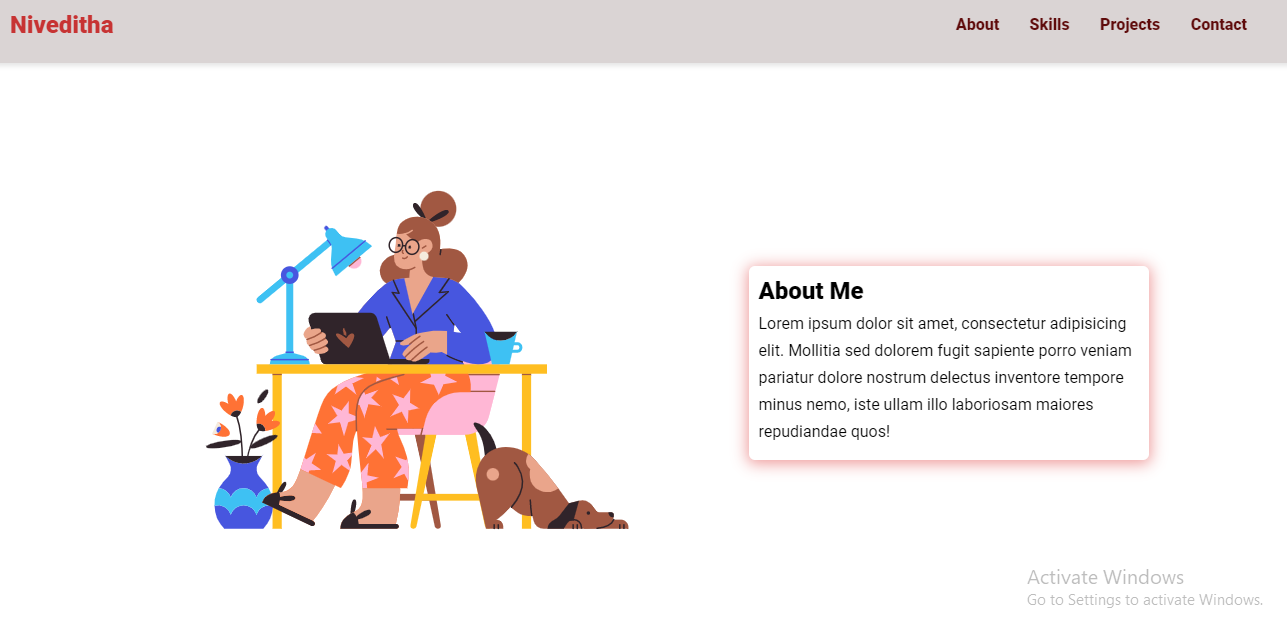 Niveditha
About Skills Projects Contact
About Me
Lorem ipsum dolor sit amet, consectetur adipisicing
elit. Mollitia sed dolorem fugit sapiente porro veniam
pariatur dolore nostrum delectus inventore tempore
minus nemo, iste ullam illo laboriosam maiores
repudiandae quos!
Activate Windows
Go to Settings to activate Windows.